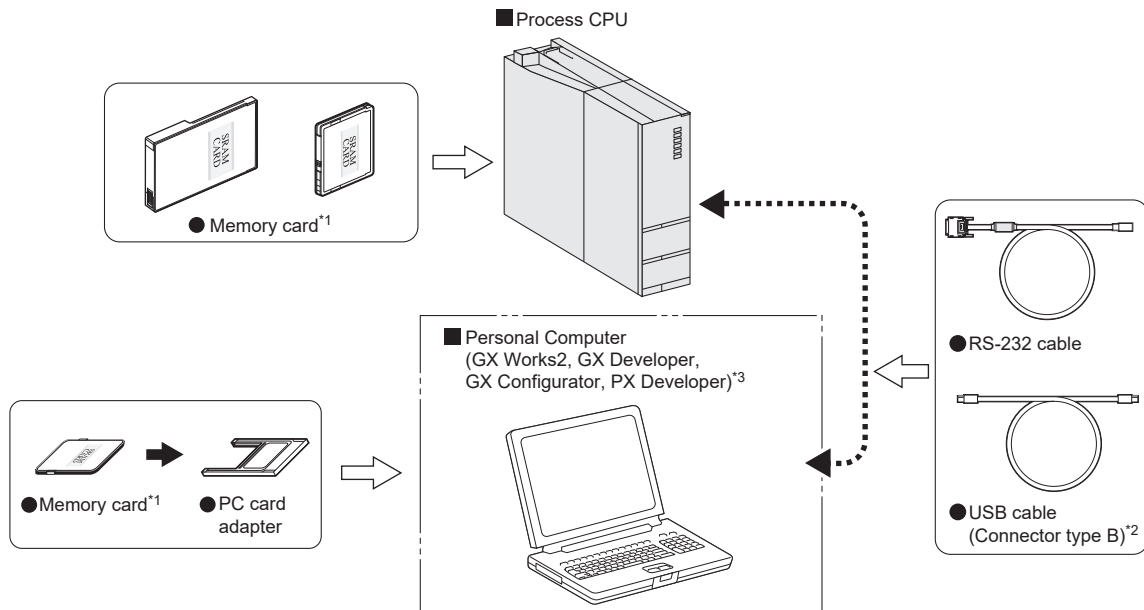 ■ Process CPU
SRAM
CARD
SRAM
CARD
● Memory card*1
■ Personal Computer
(GX Works2, GX Developer,
GX Configurator, PX Developer)*3
● RS-232 cable
● Memory card*1
● PC card
adapter
● USB cable
(Connector type B)*2